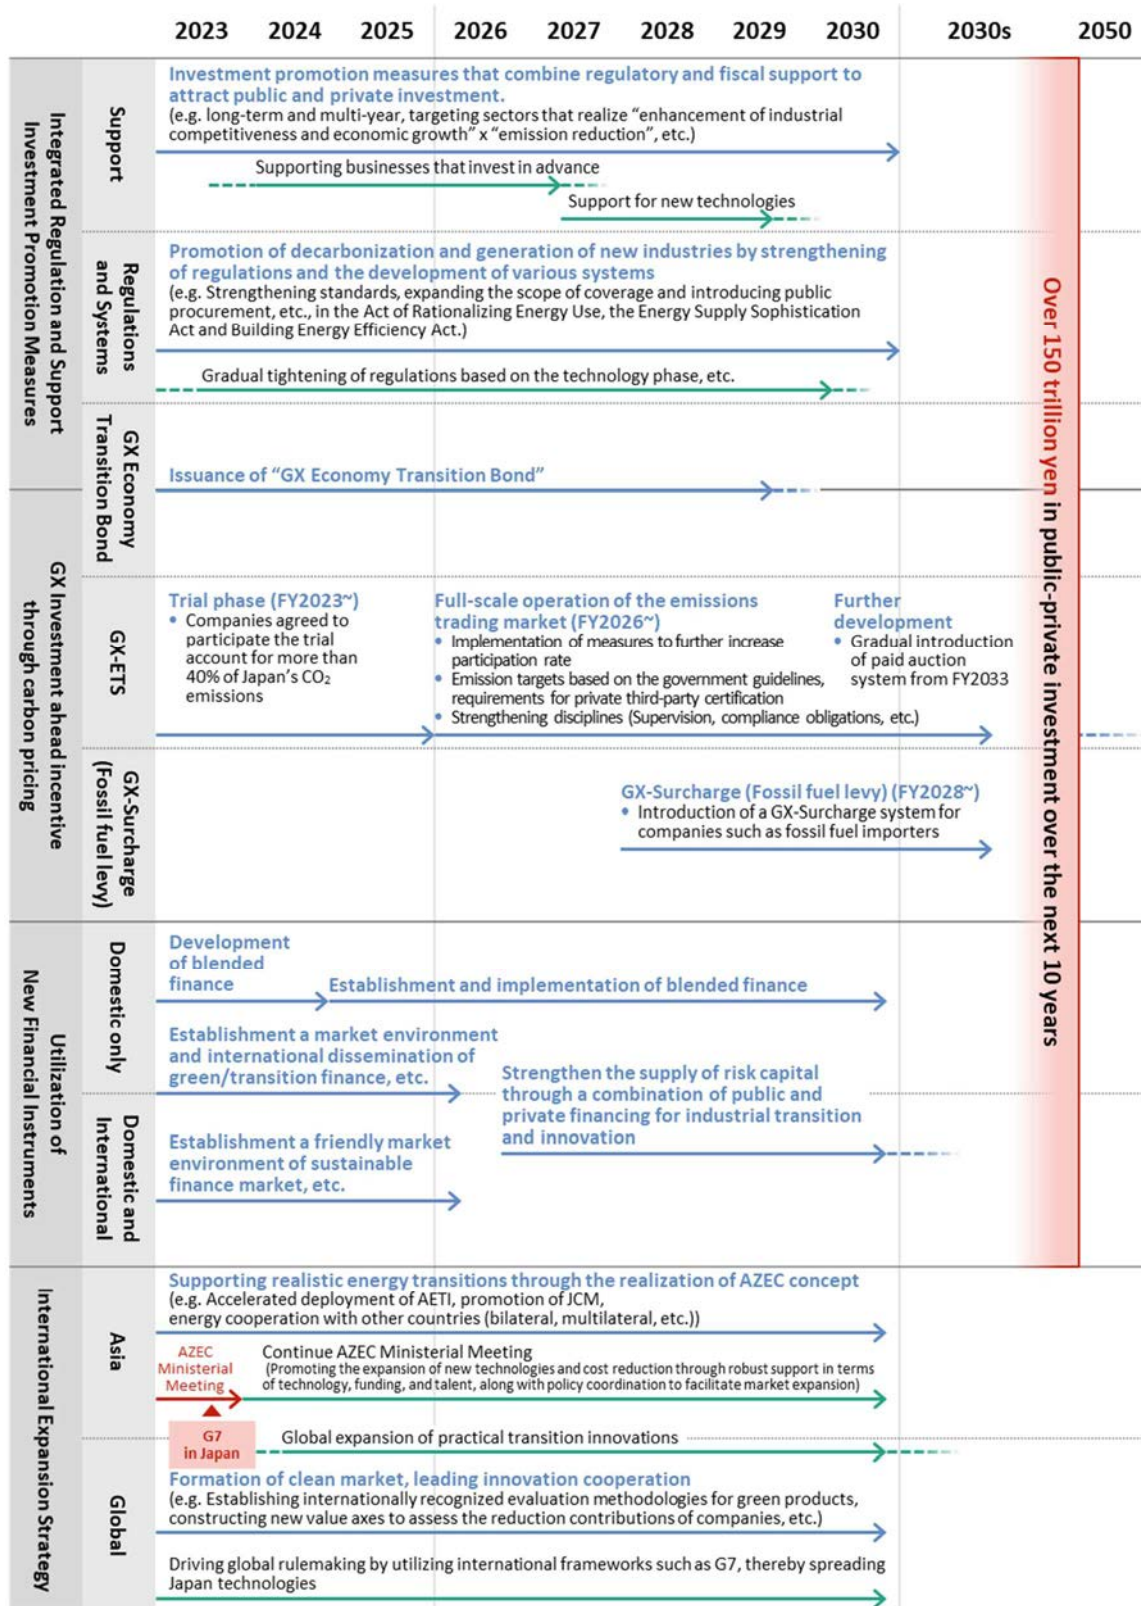 2023 2024 2025 2026 2027 2028 2029 2030 2030s 2050
Integrated Regulation and Support
Investment Promotion Measures
Support
Investment promotion measures that combine regulatory and fiscal support to
attract public and private investment.
(e.g. long-term and multi-year, targeting sectors that realize “enhancement of industrial
competitiveness and economic growth” x “emission reduction”, etc.)
Supporting businesses that invest in advance
Support for new technologies
Regulations
and Systems
Promotion of decarbonization and generation of new industries by strengthening
of regulations and the development of various systems
(e.g. Strengthening standards, expanding the scope of coverage and introducing public
procurement, etc., in the Act of Rationalizing Energy Use, the Energy Supply Sophistication
Act and Building Energy Efficiency Act.)
Gradual tightening of regulations based on the technology phase, etc.
GX Economy
Transition Bond
Issuance of “GX Economy Transition Bond”
GX Investment ahead incentive
through carbon pricing
GX-ETS
Trial phase (FY2023~)
• Companies agreed to
participate the trial
account for more than
40% of Japan’s CO₂
emissions
Full-scale operation of the emissions
trading market (FY2026~)
• Implementation of measures to further increase
participation rate
• Emission targets based on the government guidelines,
requirements for private third-party certification
• Strengthening disciplines (Supervision, compliance obligations, etc.)
Further
development
• Gradual introduction
of paid auction
system from FY2033
GX-Surcharge
(Fossil fuel levy)
GX-Surcharge (Fossil fuel levy) (FY2028~)
• Introduction of a GX-Surcharge system for
companies such as fossil fuel importers
Over 150 trillion yen in public-private investment over the next 10 years
Utilization of
New Financial Instruments
Domestic only
Development
of blended
finance
Establishment and implementation of blended finance
Establishment a market environment
and international dissemination of
green/transition finance, etc.
Strengthen the supply of risk capital
through a combination of public and
private financing for industrial transition
and innovation
Domestic and
International
Establishment a friendly market
environment of sustainable
finance market, etc.
International Expansion Strategy
Asia
Supporting realistic energy transitions through the realization of AZEC concept
(e.g. Accelerated deployment of AETI, promotion of JCM,
energy cooperation with other countries (bilateral, multilateral, etc.))
AZEC
Ministerial
Meeting
Continue AZEC Ministerial Meeting
(Promoting the expansion of new technologies and cost reduction through robust support in terms
of technology, funding, and talent, along with policy coordination to facilitate market expansion)
G7
in Japan
Global expansion of practical transition innovations
Global
Formation of clean market, leading innovation cooperation
(e.g. Establishing internationally recognized evaluation methodologies for green products,
constructing new value axes to assess the reduction contributions of companies, etc.)
Driving global rulemaking by utilizing international frameworks such as G7, thereby spreading
Japan technologies